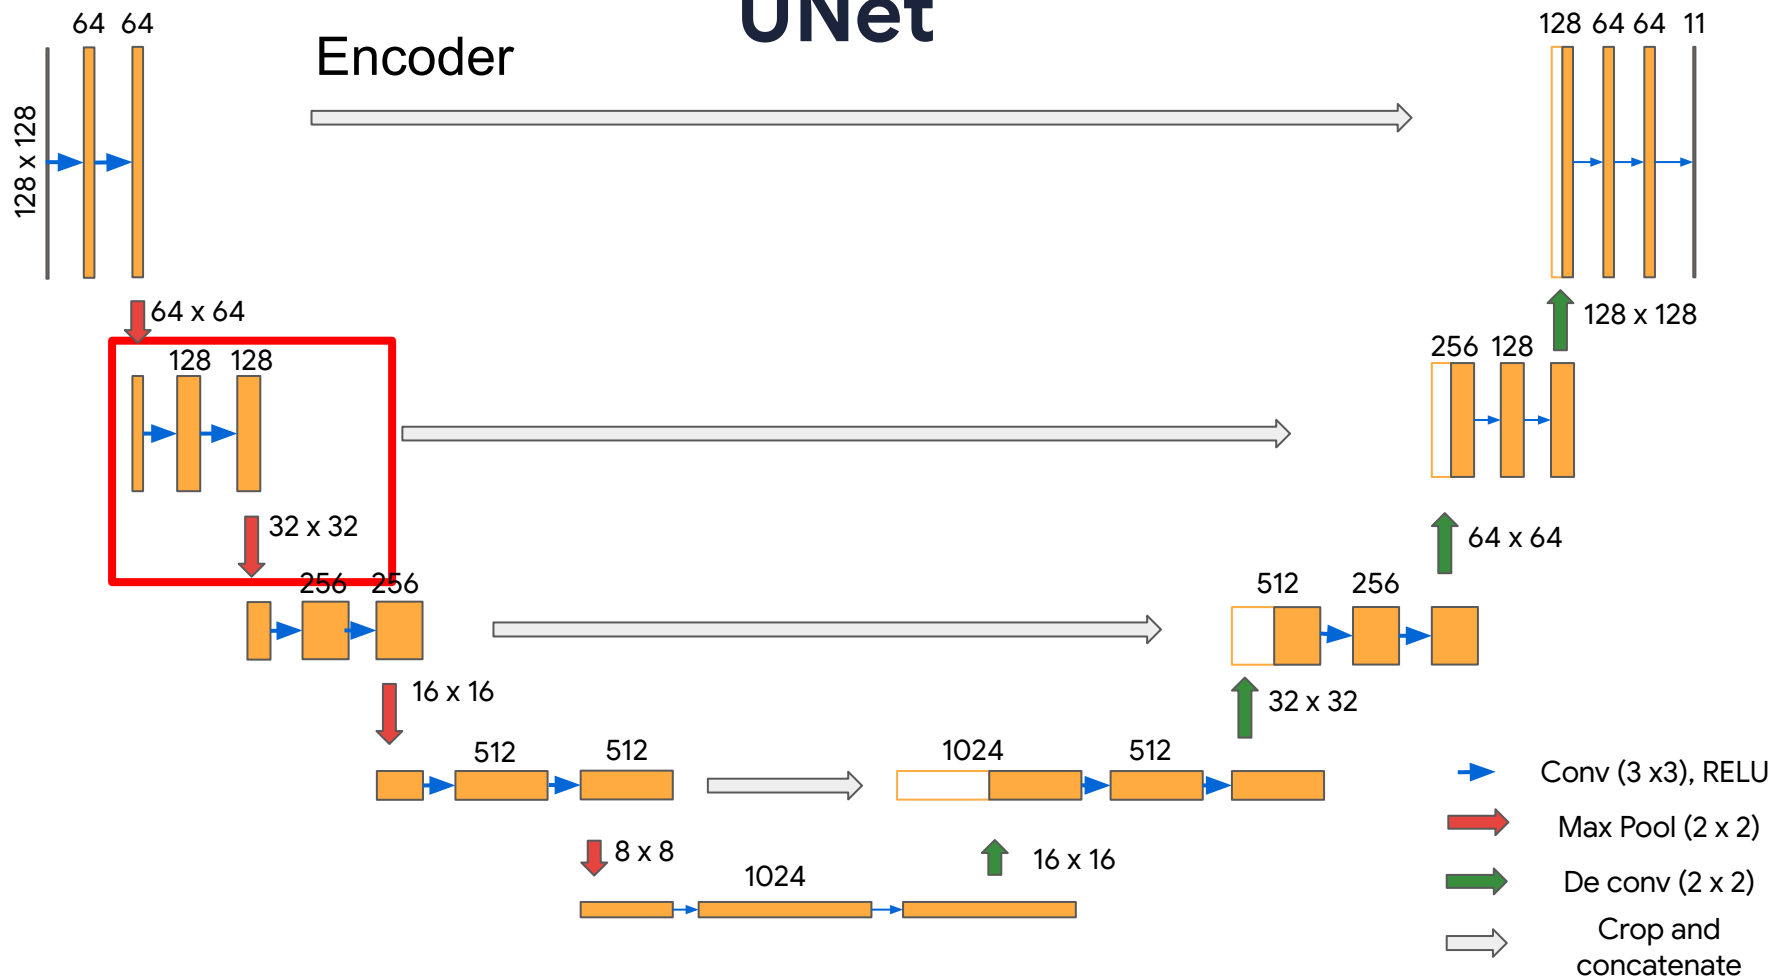 UNet
Encoder
64 64
128 64 64 11
128 x 128
64 x 64
128 x 128
128 128
256 128
32 x 32
64 x 64
256 256
512 256
16 x 16
32 x 32
512 512
1024 512
8 x 8
16 x 16
1024
Conv (3 x3), RELU
Max Pool (2 x 2)
De conv (2 x 2)
Crop and
concatenate